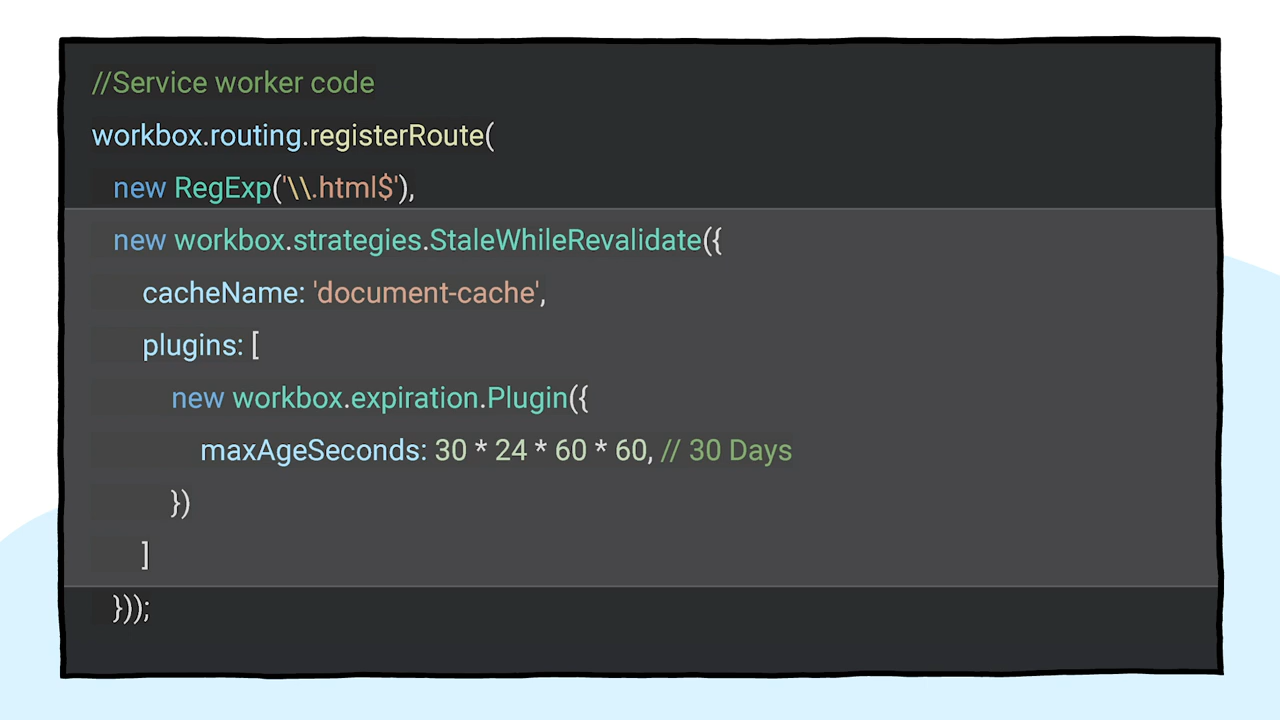 //Service worker code
workbox.routing.registerRoute(
new RegExp('\\.html$'),
new workbox.strategies.StaleWhileRevalidate({
cacheName: 'document-cache',
plugins: [
new workbox.expiration.Plugin({
maxAgeSeconds: 30 * 24 * 60 * 60, // 30 Days
})
]
}));